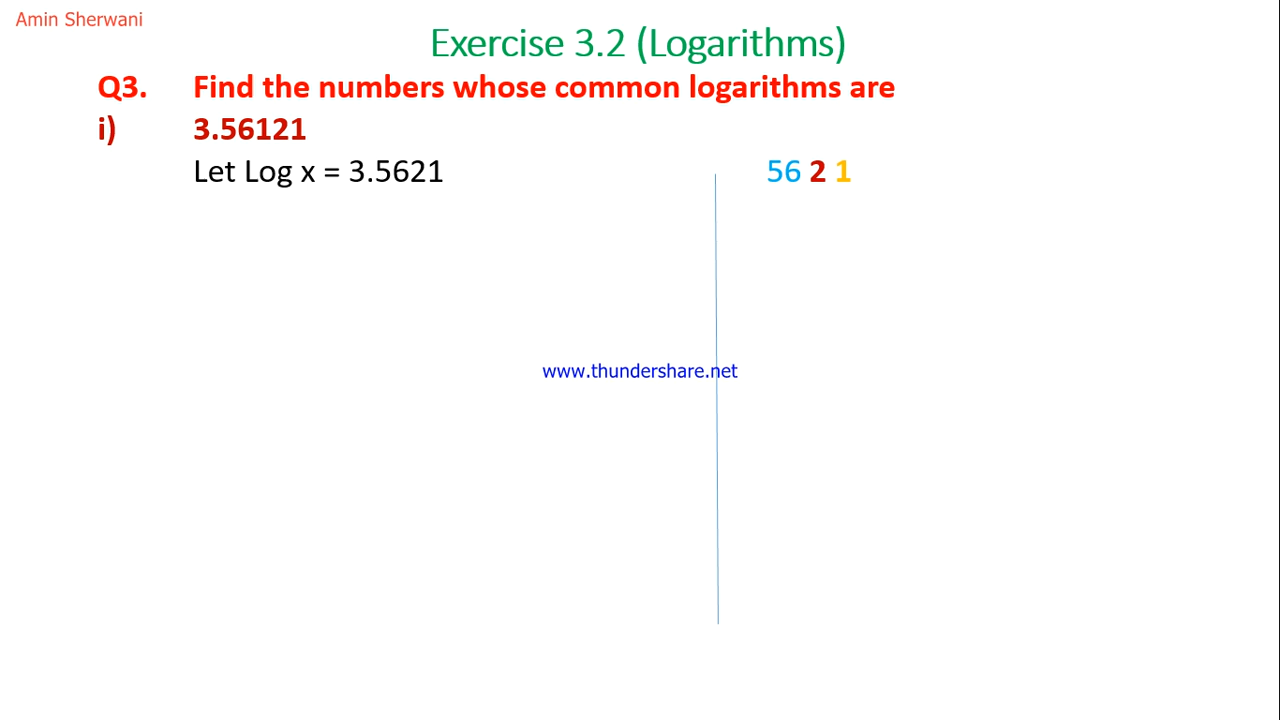 Amin Sherwani
Exercise 3.2 (Logarithms)
Q3. Find the numbers whose common logarithms are
i) 3.56121
Let Log x = 3.5621 56 2 1
www.thundershare.net